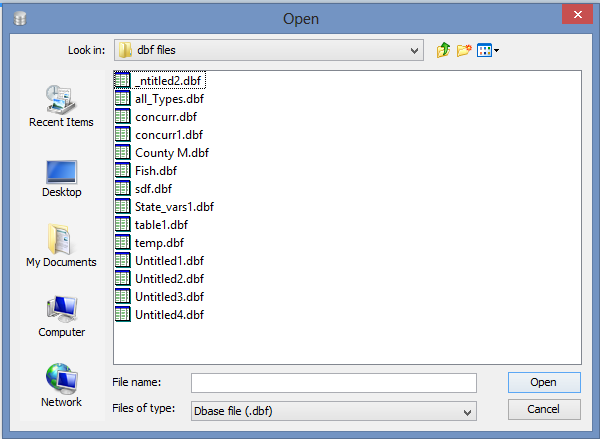 Open
Look in: dbf files
Recent Items
Desktop
My Documents
Computer
Network
_ntitled2.dbf
all_Types.dbf
concurr.dbf
concurr1.dbf
County M.dbf
Fish.dbf
sdf.dbf
State_vars1.dbf
table1.dbf
temp.dbf
Untitled1.dbf
Untitled2.dbf
Untitled3.dbf
Untitled4.dbf
File name: Open
Files of type: Dbase file (.dbf) Cancel